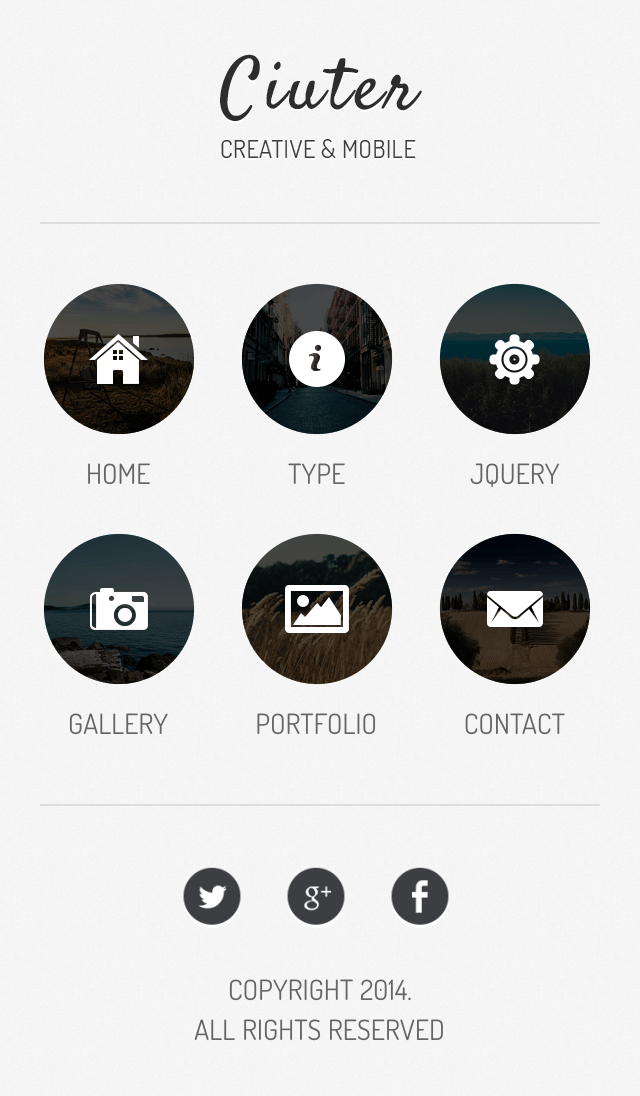 Ciuter
CREATIVE & MOBILE
HOME
TYPE
JQUERY
GALLERY
PORTFOLIO
CONTACT
g+
COPYRIGHT 2014.
ALL RIGHTS RESERVED